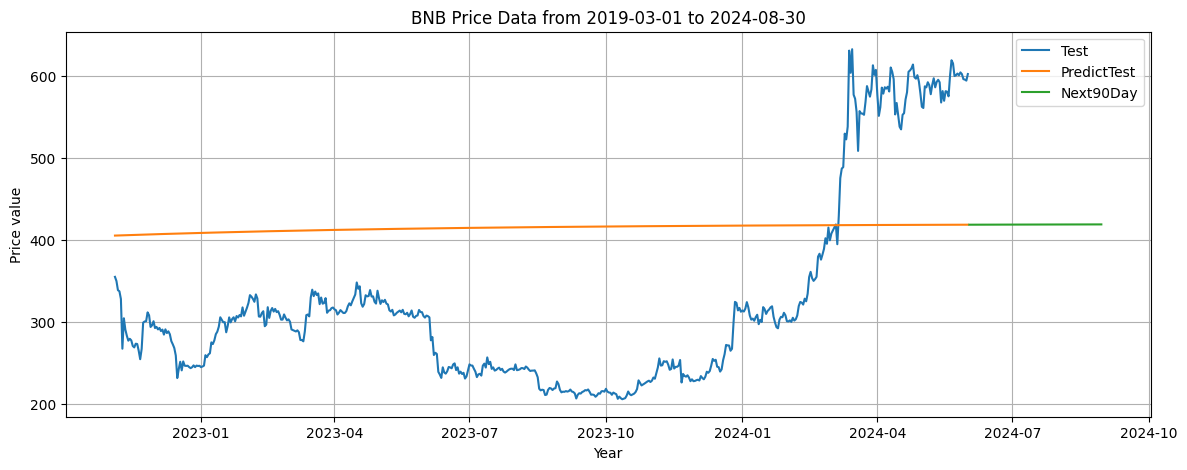 BNB Price Data from 2019-03-01 to 2024-08-30
Test
PredictTest
Next90Day
Price value
600
500
400
300
200
2023-01
2023-04
2023-07
2023-10
2024-01
2024-04
2024-07
2024-10
Year